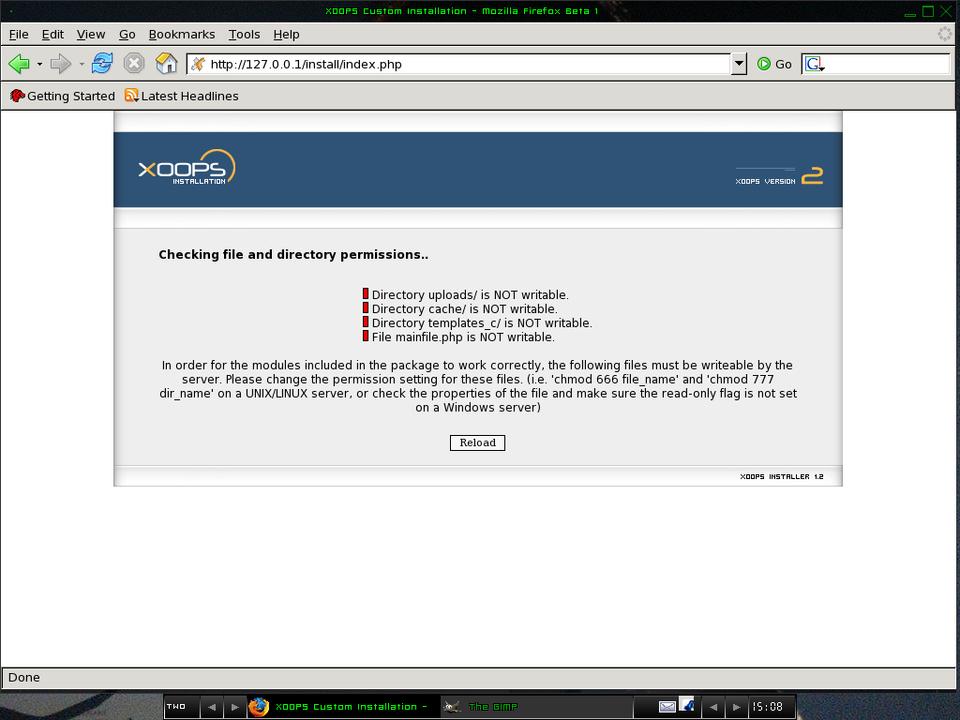 XOOPS Custom Installation - Mozilla Firefox Beta 1
File Edit View Go Bookmarks Tools Help
http://127.0.0.1/install/index.php Go G
Getting Started Latest Headlines
XOOPS
INSTALLATION
XOOPS VERSION 2
Checking file and directory permissions..
Directory uploads/ is NOT writable.
Directory cache/ is NOT writable.
Directory templates_c/ is NOT writable.
File mainfile.php is NOT writable.
In order for the modules included in the package to work correctly, the following files must be writeable by the
server. Please change the permission setting for these files. (i.e. 'chmod 666 file_name' and 'chmod 777
dir_name' on a UNIX/LINUX server, or check the properties of the file and make sure the read-only flag is not set
on a Windows server)
Reload
XOOPS INSTALLER 1.2
Done
TWO XOOPS Custom Installation - The GIMP 15:08